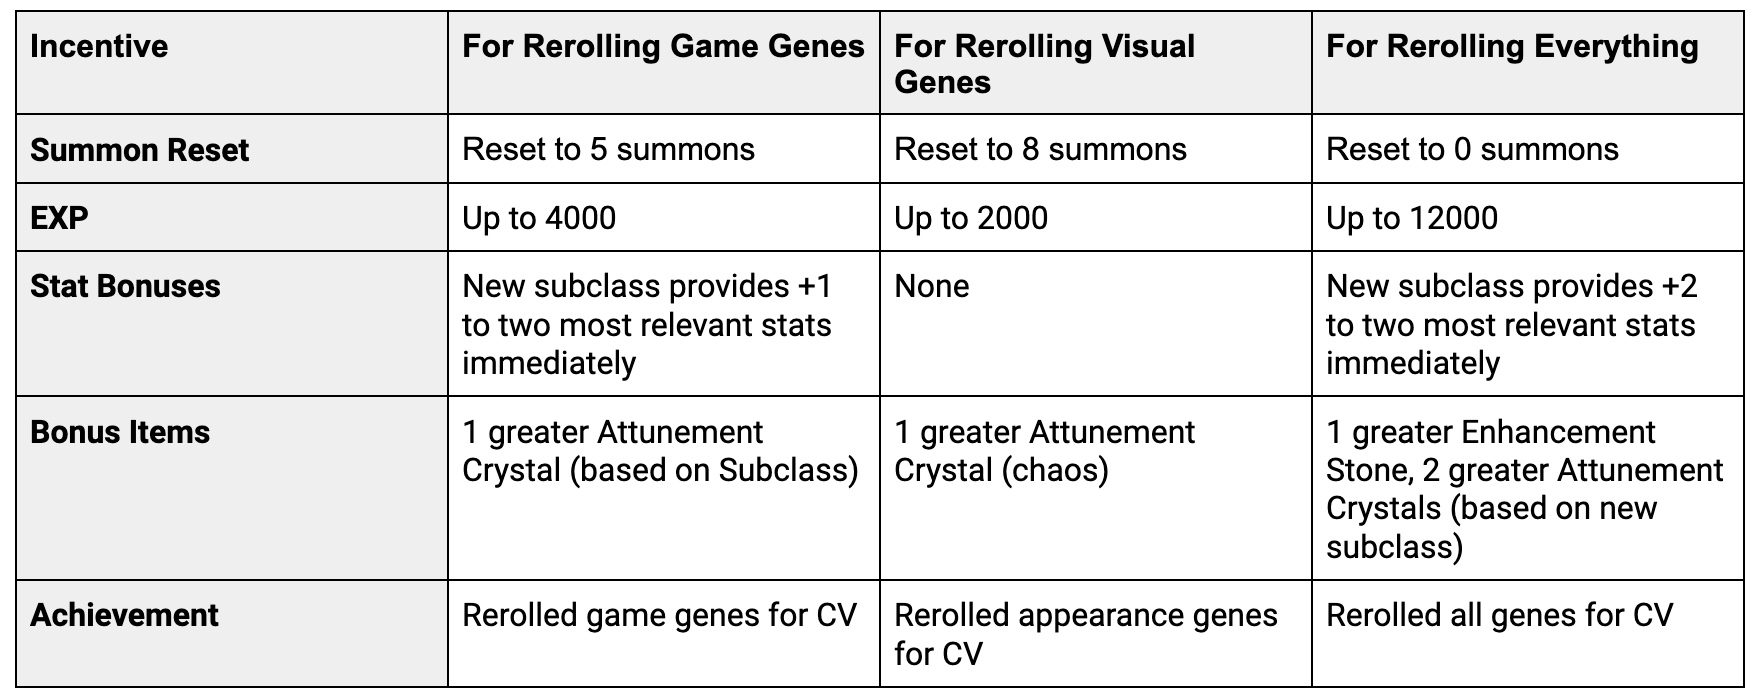 Incentive
For Rerolling Game Genes
For Rerolling Visual
Genes
For Rerolling Everything
Summon Reset
Reset to 5 summons
Reset to 8 summons
Reset to 0 summons
EXP
Up to 4000
Up to 2000
Up to 12000
Stat Bonuses
New subclass provides +1
to two most relevant stats
immediately
None
New subclass provides +2
to two most relevant stats
immediately
Bonus Items
1 greater Attunement
Crystal (based on Subclass)
1 greater Attunement
Crystal (chaos)
1 greater Enhancement
Stone, 2 greater Attunement
Crystals (based on new
subclass)
Achievement
Rerolled game genes for CV
Rerolled appearance genes
for CV
Rerolled all genes for CV